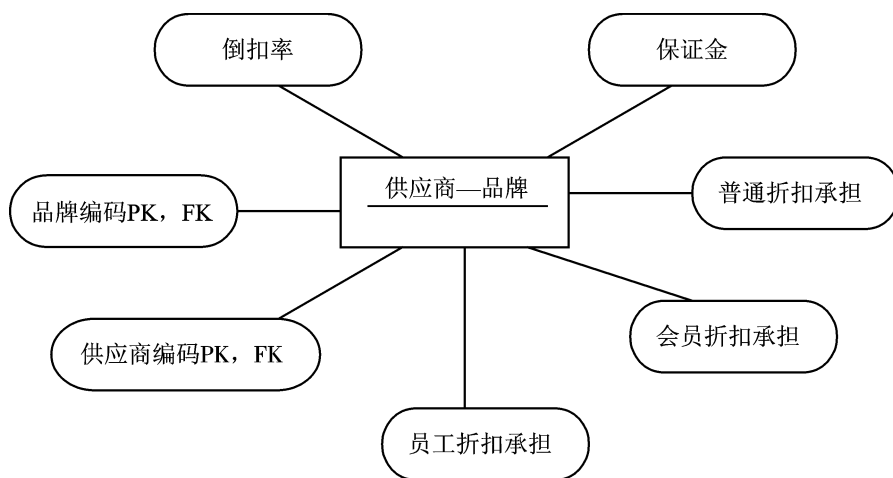 倒扣率
保证金
供应商—品牌
普通折扣承担
品牌编码PK，FK
会员折扣承担
供应商编码PK，FK
员工折扣承担